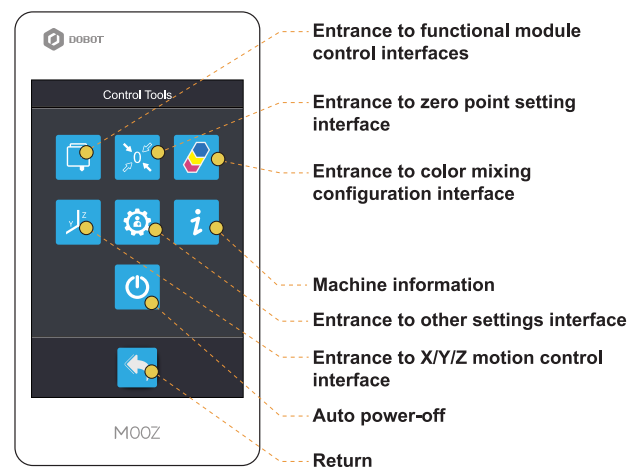 DOBOT
Control Tools
0
Y
Z
i
MOOZ
Entrance to functional module
control interfaces
Entrance to zero point setting
interface
Entrance to color mixing
configuration interface
Machine information
Entrance to other settings interface
Entrance to X/Y/Z motion control
interface
Auto power-off
Return